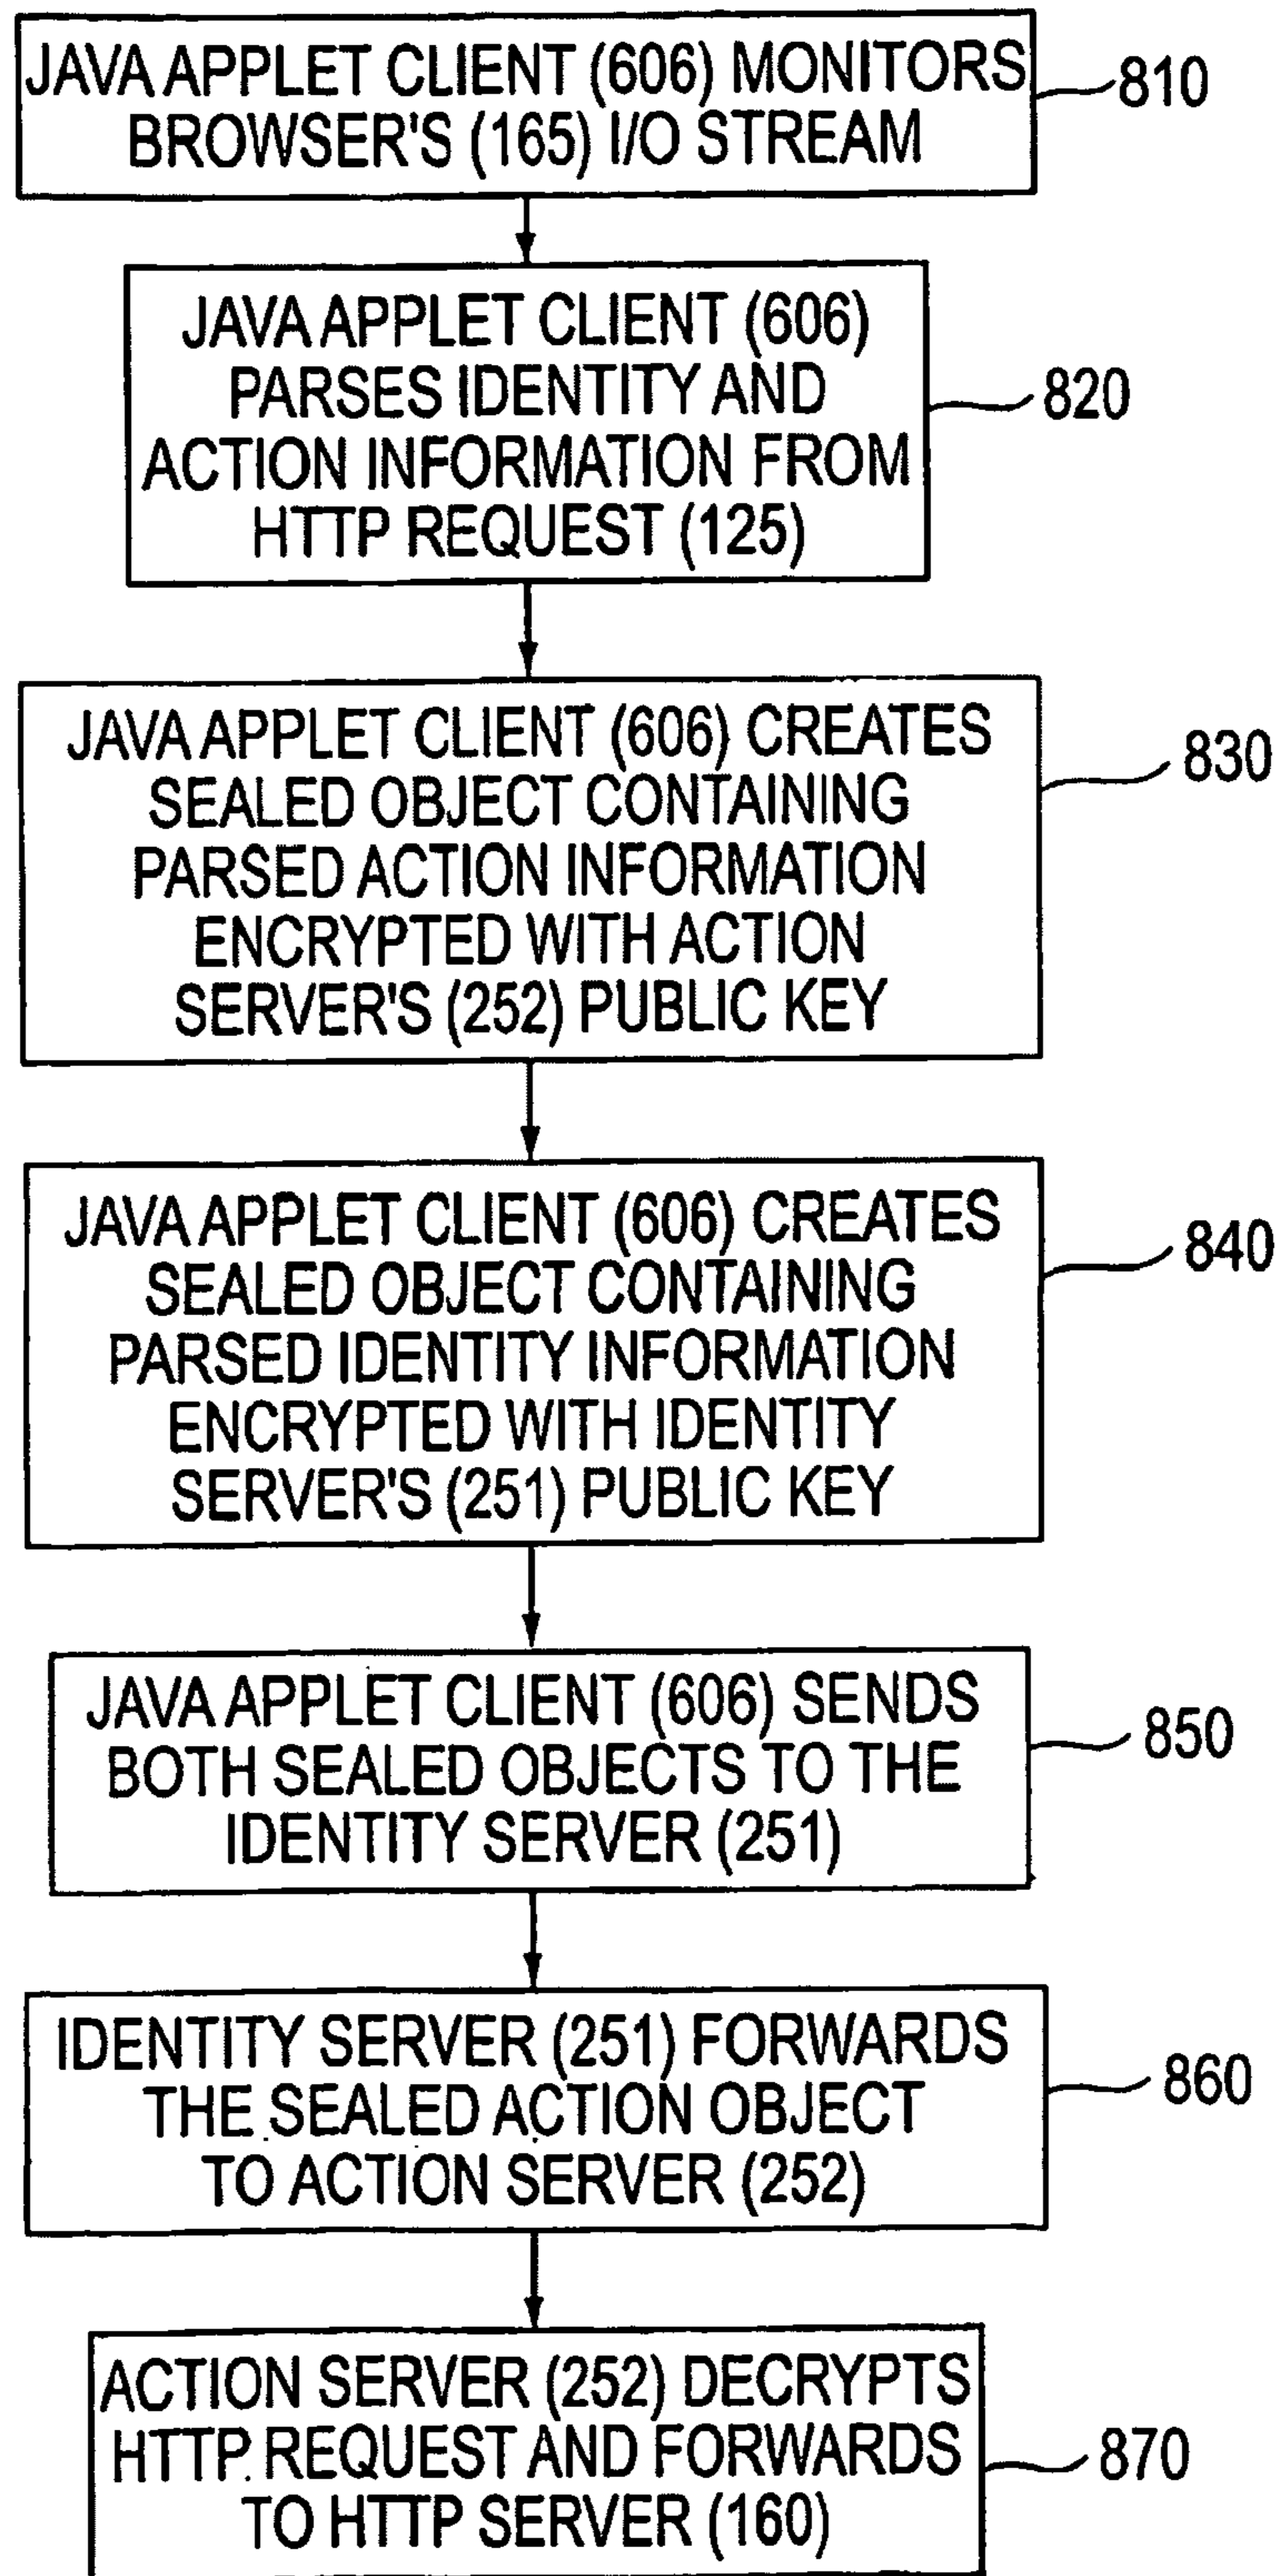 JAVA APPLET CLIENT (606) MONITORS
BROWSER'S (165) I/O STREAM
810
JAVA APPLET CLIENT (606)
PARSES IDENTITY AND
ACTION INFORMATION FROM
HTTP REQUEST (125)
820
JAVA APPLET CLIENT (606) CREATES
SEALED OBJECT CONTAINING
PARSED ACTION INFORMATION
ENCRYPTED WITH ACTION
SERVER'S (252) PUBLIC KEY
830
JAVA APPLET CLIENT (606) CREATES
SEALED OBJECT CONTAINING
PARSED IDENTITY INFORMATION
ENCRYPTED WITH IDENTITY
SERVER'S (251) PUBLIC KEY
840
JAVA APPLET CLIENT (606) SENDS
BOTH SEALED OBJECTS TO THE
IDENTITY SERVER (251)
850
IDENTITY SERVER (251) FORWARDS
THE SEALED ACTION OBJECT
TO ACTION SERVER (252)
860
ACTION SERVER (252) DECRYPTS
HTTP REQUEST AND FORWARDS
TO HTTP SERVER (160)
870